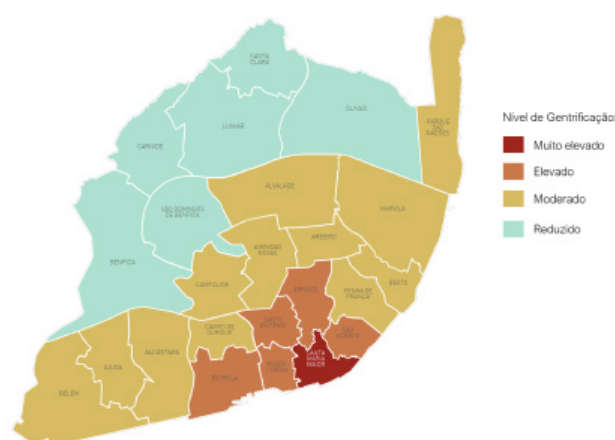 SANTA
CLARA
LUMIAR
OLIVAIS
PARQUE
DAS
NAÇÕES
CARNIDE
SÃO DOMINGOS
DE BENFICA
BENFICA
ALVALADE
MARVILA
AVENIDAS
NOVAS
AREEIRO
CAMPOLIDE
BEATO
PENHA DE
FRANÇA
ARROIOS
SANTO
ANTÓNIO
CAMPO DE
OURIQUE
SÃO
VICENTE
SANTA
MARIA
MAIOR
MISERI-
CÓRDIA
ESTRELA
ALCÂNTARA
AJUDA
BELÉM
Nível de Gentrificação:
Muito elevado
Elevado
Moderado
Reduzido